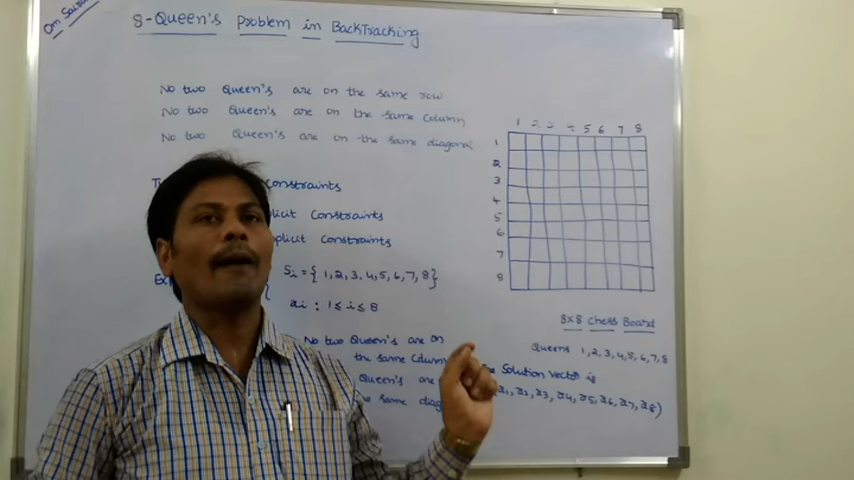 Om Sairam
8-Queen's Problem in BackTracking
No two Queen's are on the same row
No two Queen's are on the same column
No two Queen's are on the same diagonal
Constraints
plicit Constraints
plicit Constraints
Si = { 1,2,3,4,5,6,7,8}
xi : 1 ≤ i ≤ 8
No two Queen's are on
the same Column
Queen's are
same diag
1 2 3 4 5 6 7 8
1
2
3
4
5
6
7
8
8x8 Chess Board
Queens 1,2,3,4,5,6,7,8
Solution Vector is
x1, x2, x3, x4, x5, x6, x7, x8)